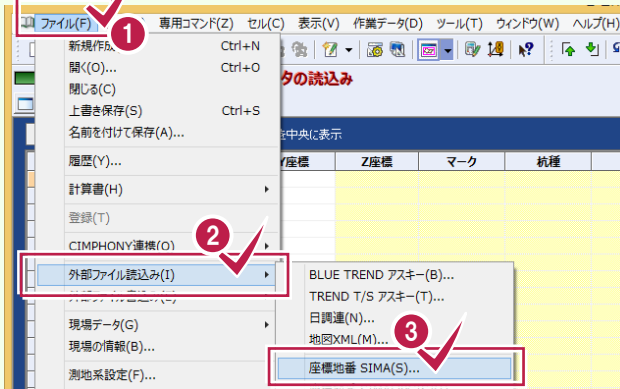 ファイル(F) 専用コマンド(Z) セル(C) 表示(V) 作業データ(D) ツール(T) ウィンドウ(W) ヘルプ(H)
1
新規作成 Ctrl+N
開く(O)... Ctrl+O
閉じる(C)
タの読込み
上書き保存(S) Ctrl+S
名前を付けて保存(A)...
を中央に表示
履歴(Y)...
Y座標 Z座標 マーク 杭種
計算書(H)
登録(T)
CIMPHONY連携(O)
2
外部ファイル読込み(I)
BLUE TREND アスキー(B)...
TREND T/S アスキー(T)...
現場データ(G)
日調連(N)...
現場の情報(B)...
地図XML(M)...
3
測地系設定(F)...
座標地番 SIMA(S)...